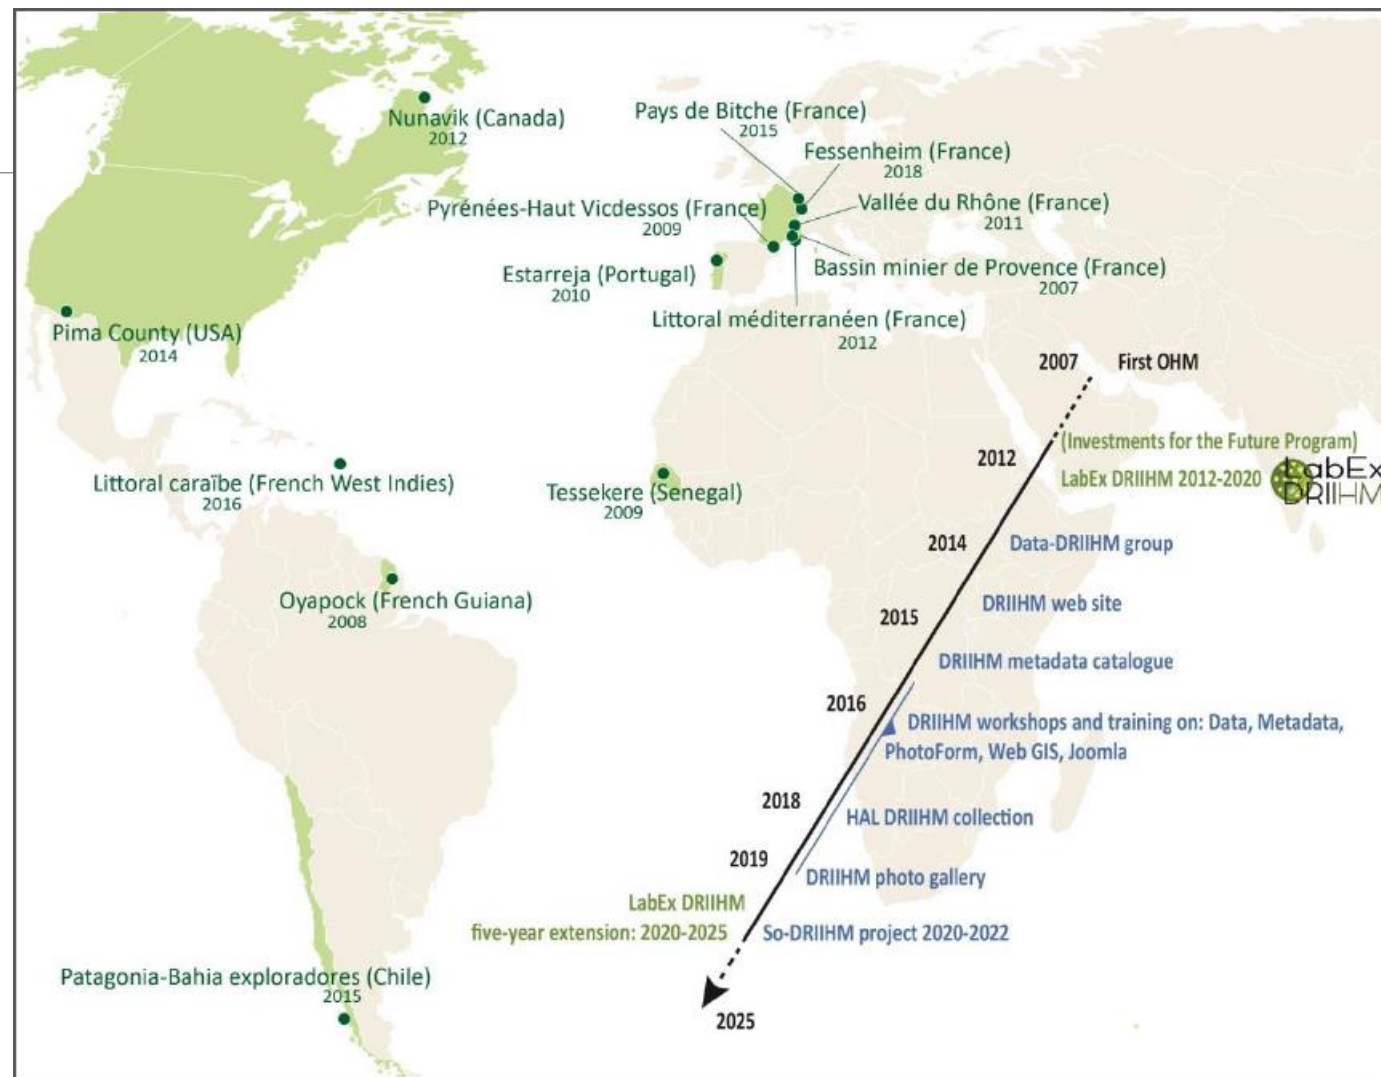 Nunavik (Canada)
2012
Pays de Bitche (France)
2015
Fessenheim (France)
2018
Pyrénées-Haut Vicdessos (France)
2009
Vallée du Rhône (France)
2011
Estarreja (Portugal)
2010
Bassin minier de Provence (France)
2007
Littoral méditerranéen (France)
2012
Pima County (USA)
2014
Littoral caraïbe (French West Indies)
2016
Tessekere (Senegal)
2009
Oyapock (French Guiana)
2008
Patagonia-Bahia exploradores (Chile)
2015
2007 First OHM
(Investments for the Future Program)
2012
LabEx DRIIHM 2012-2020
LabEx
DRIIHM
2014
Data-DRIIHM group
DRIIHM web site
2015
DRIIHM metadata catalogue
2016
DRIIHM workshops and training on: Data, Metadata,
PhotoForm, Web GIS, Joomla
2018
HAL DRIIHM collection
2019
DRIIHM photo gallery
LabEx DRIIHM
five-year extension: 2020-2025
So-DRIIHM project 2020-2022
2025